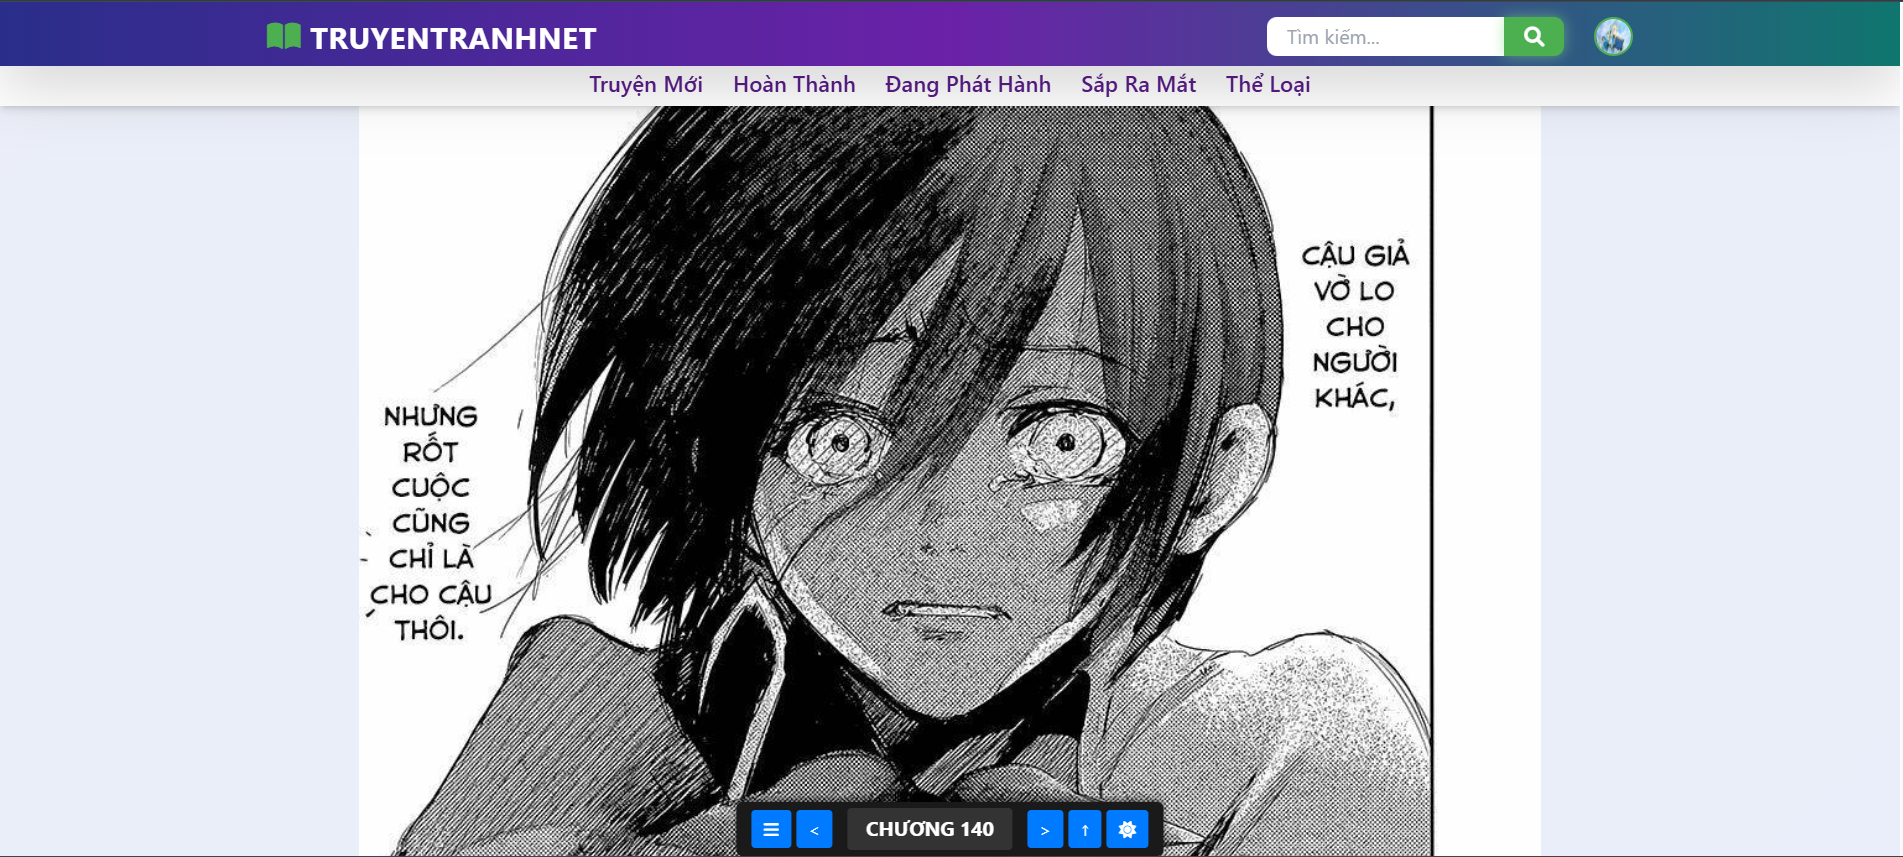 TRUYENTRANHNET
Tìm kiếm...
Truyện Mới Hoàn Thành Đang Phát Hành Sắp Ra Mắt Thể Loại
CẬU GIẢ
VỜ LO
CHO
NGƯỜI
KHÁC,
NHƯNG
RỐT
CUỘC
CŨNG
CHỈ LÀ
CHO CẬU
THÔI.
< CHƯƠNG 140 > ↑